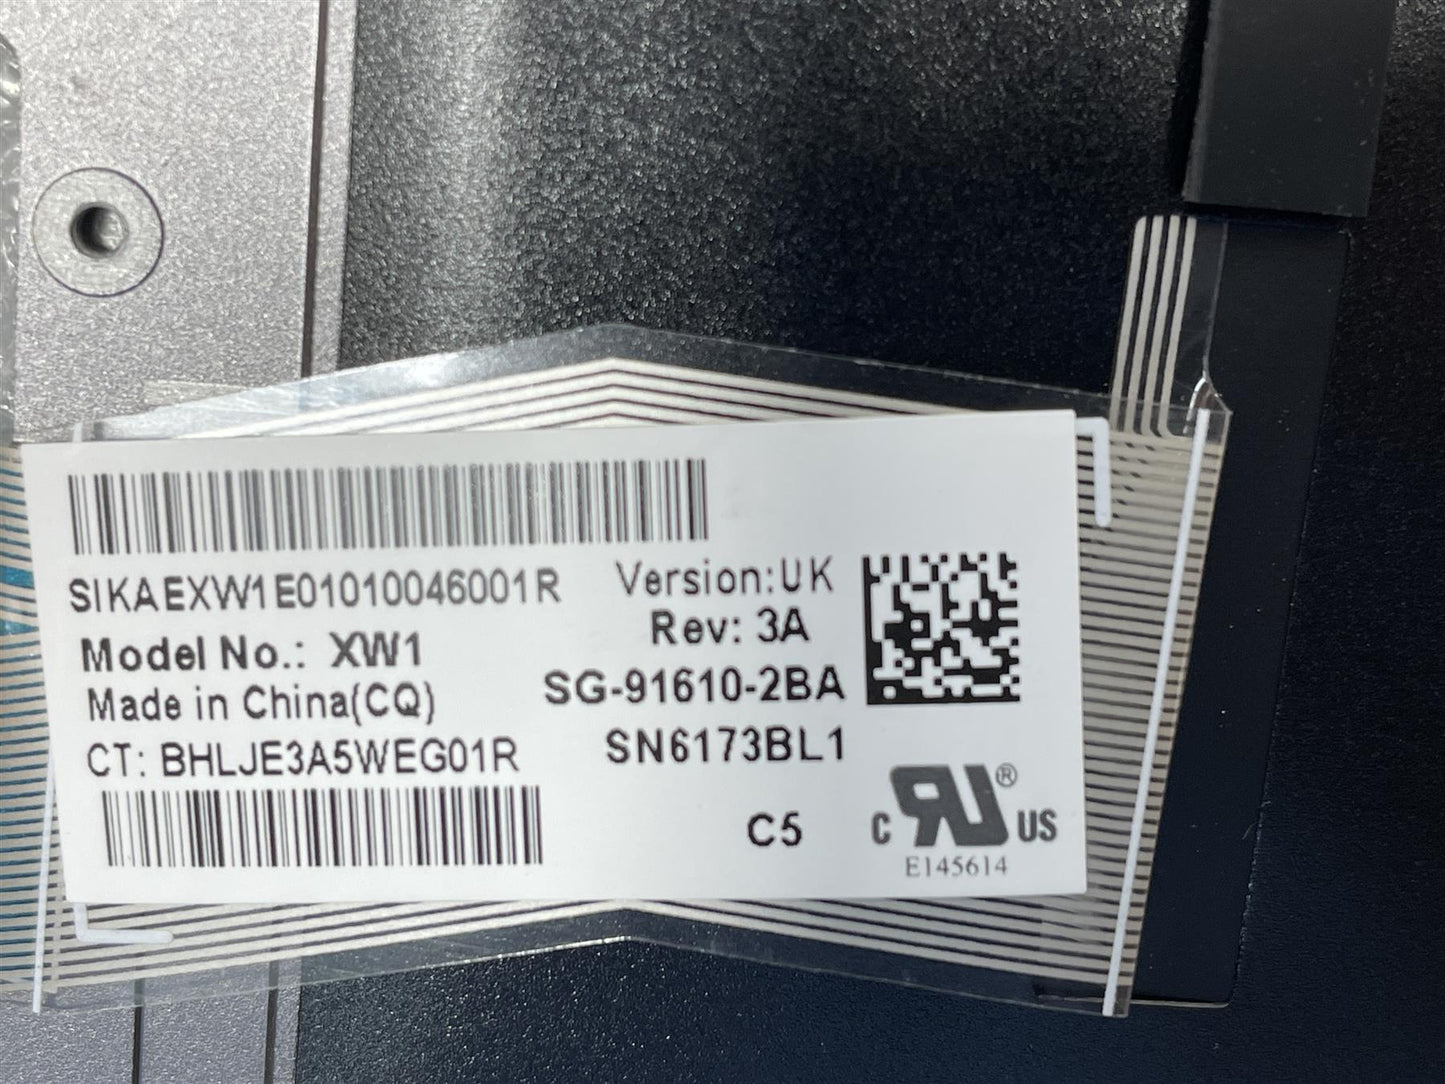 SIKAEXW1E01010046001R
Version:UK
Rev: 3A
Model No.: XW1
SG-91610-2BA
Made in China(CQ)
SN6173BL1
CT: BHLJE3A5WEG01R
C5
C RU® US
E145614